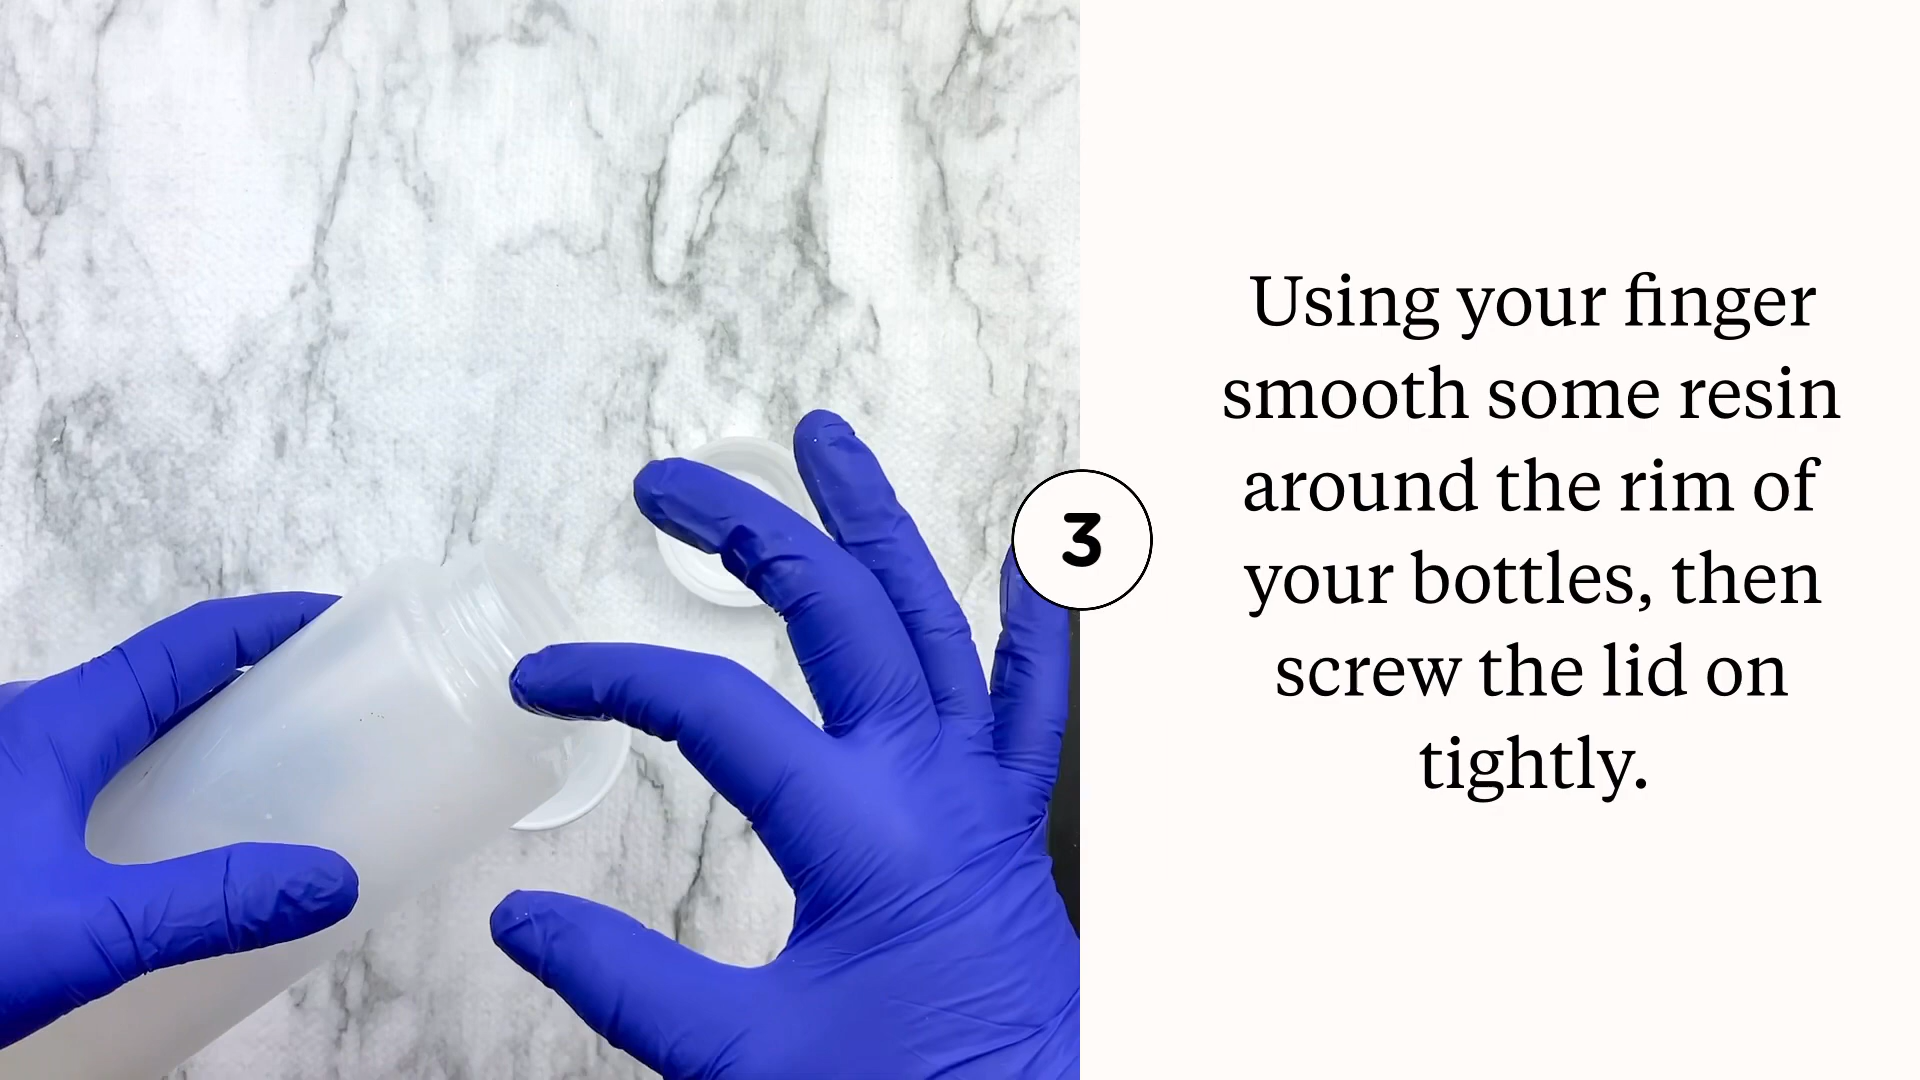 3
Using your finger
smooth some resin
around the rim of
your bottles, then
screw the lid on
tightly.